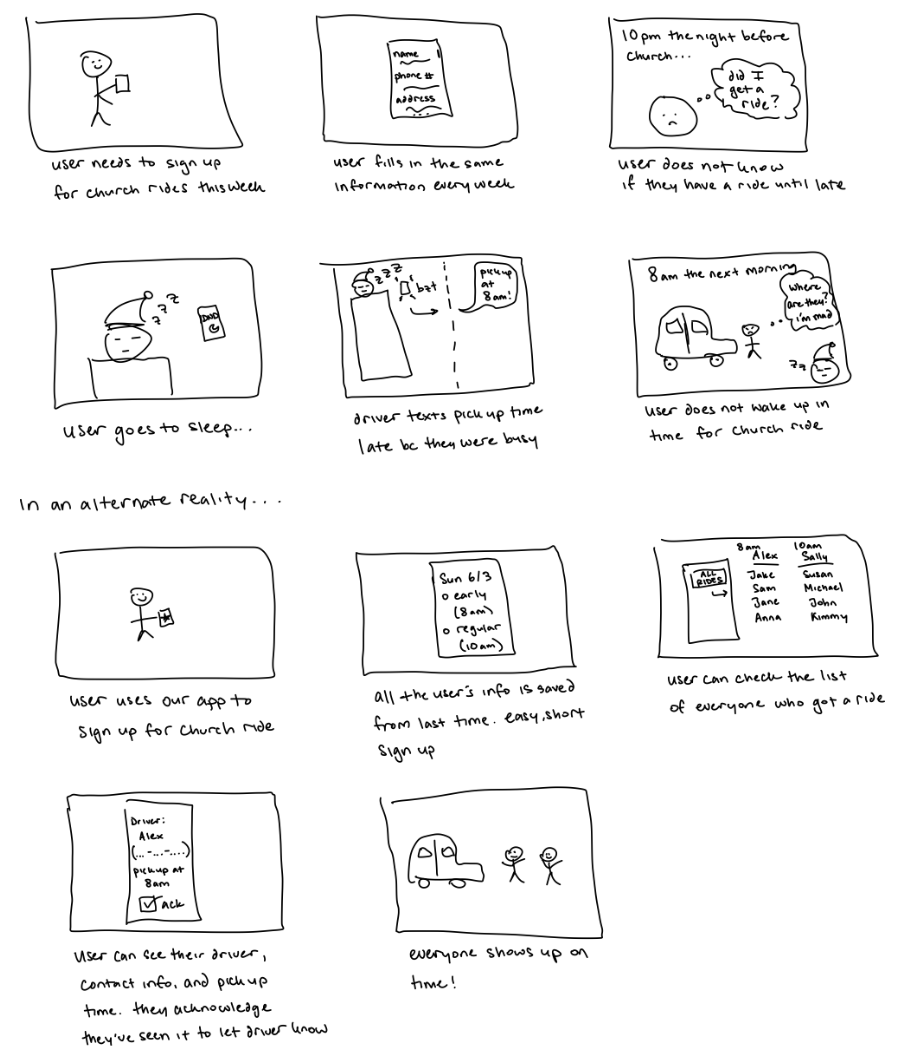 user needs to sign up
for church rides this week
name
phone #
address
...
user fills in the same
information every week
10pm the night before
church...
did I
get a
ride?
user does not know
if they have a ride until late
z z z
DND
user goes to sleep...
z z z
bzt
pick up
at
8am!
driver texts pick up time
late bc they were busy
8am the next morning
where
are they?
i'm mad
zz
user does not wake up in
time for church ride
In an alternate reality...
user uses our app to
sign up for church ride
Sun 6/3
o early
(8am)
o regular
(10am)
all the user's info is saved
from last time. easy, short
sign up
ALL
RIDES
8am 10am
Alex Sally
Jake Susan
Sam Michael
Jane John
Anna Kimmy
user can check the list
of everyone who got a ride
Driver:
Alex
(...-...-....)
pickup at
8am
Ack
user can see their driver,
contact info, and pick up
time. they acknowledge
they've seen it to let driver know
everyone shows up on
time!